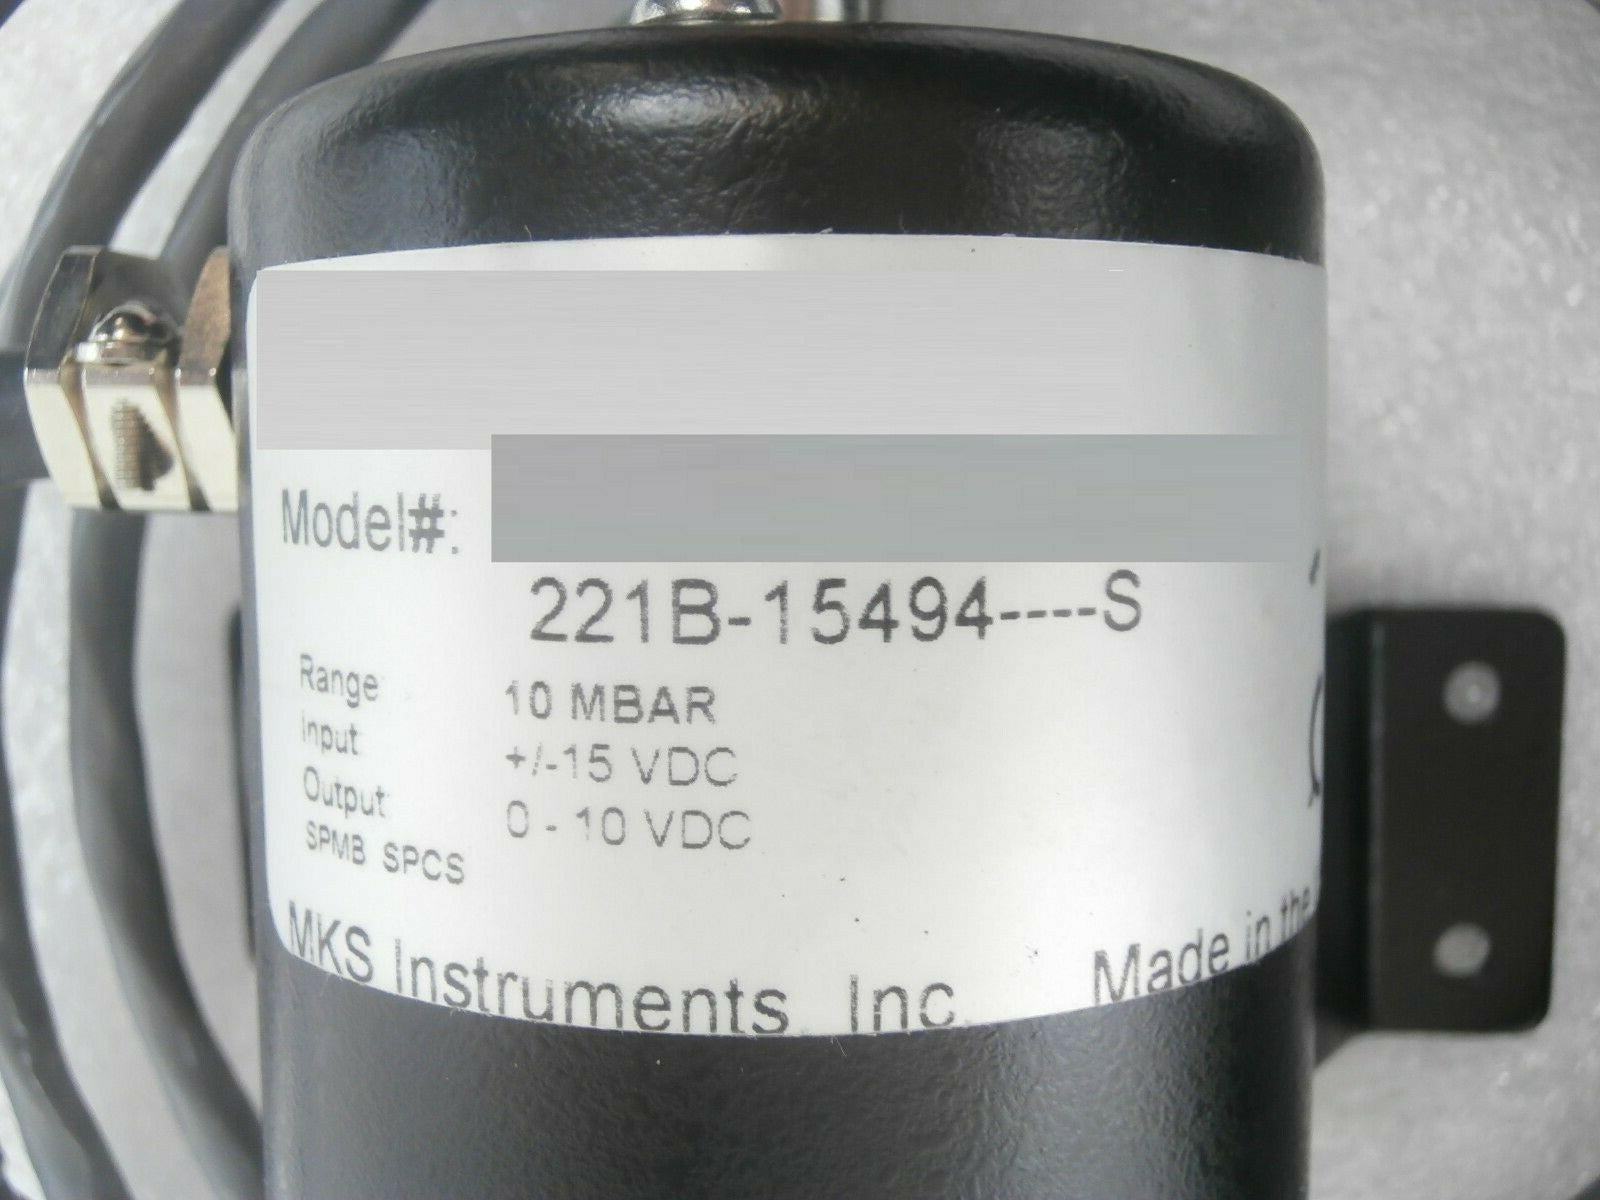 Model#:
221B-15494----S
Range 10 MBAR
Input +/-15 VDC
Output 0 - 10 VDC
SPMB SPCS
MKS Instruments, Inc. Made in the